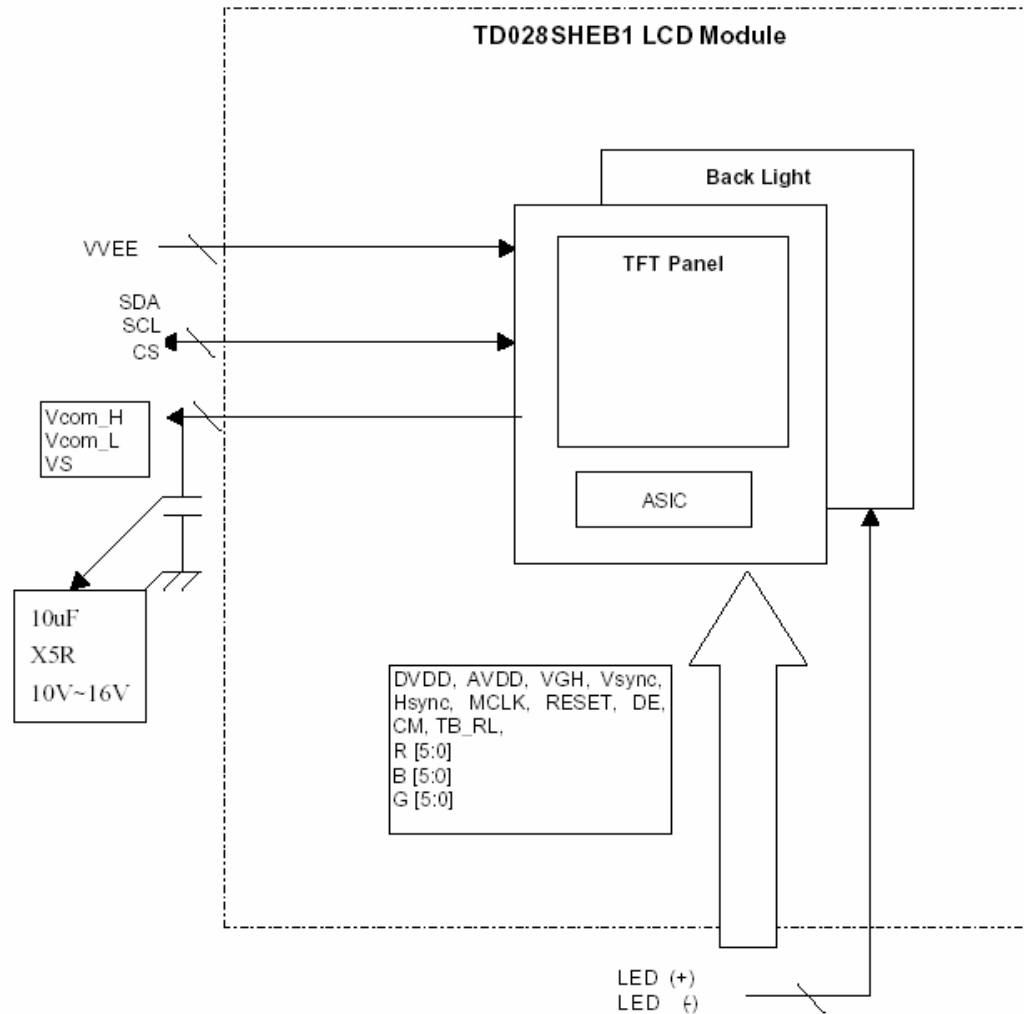 TD028SHEB1 LCD Module
Back Light
TFT Panel
VVEE
SDA
SCL
CS
Vcom_H
Vcom_L
VS
ASIC
10uF
X5R
10V~16V
DVDD, AVDD, VGH, Vsync,
Hsync, MCLK, RESET, DE,
CM, TB_RL,
R [5:0]
B [5:0]
G [5:0]
LED (+)
LED (-)